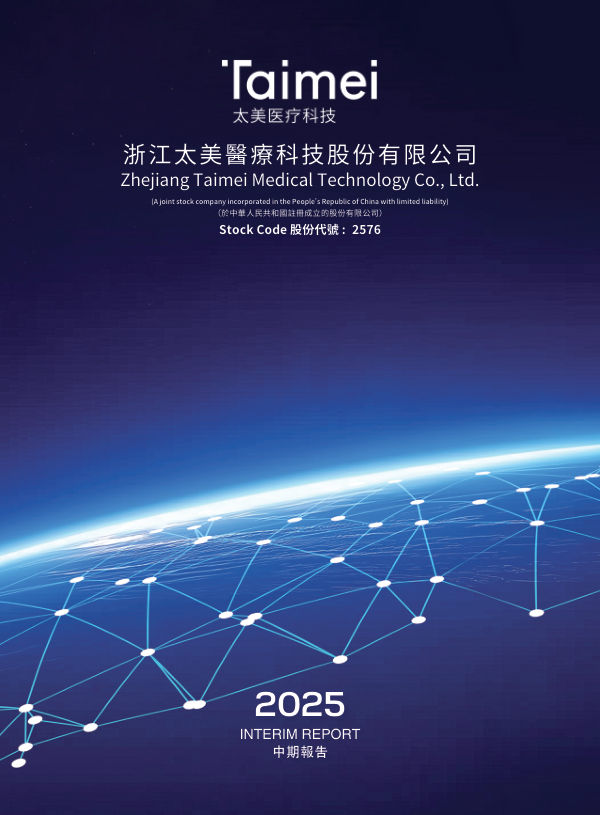 Taimei
太美医疗科技
浙江太美醫療科技股份有限公司
Zhejiang Taimei Medical Technology Co., Ltd.
(A joint stock company incorporated in the People's Republic of China with limited liability)
（於中華人民共和國註冊成立的股份有限公司）
Stock Code 股份代號 : 2576
2025
INTERIM REPORT
中期報告